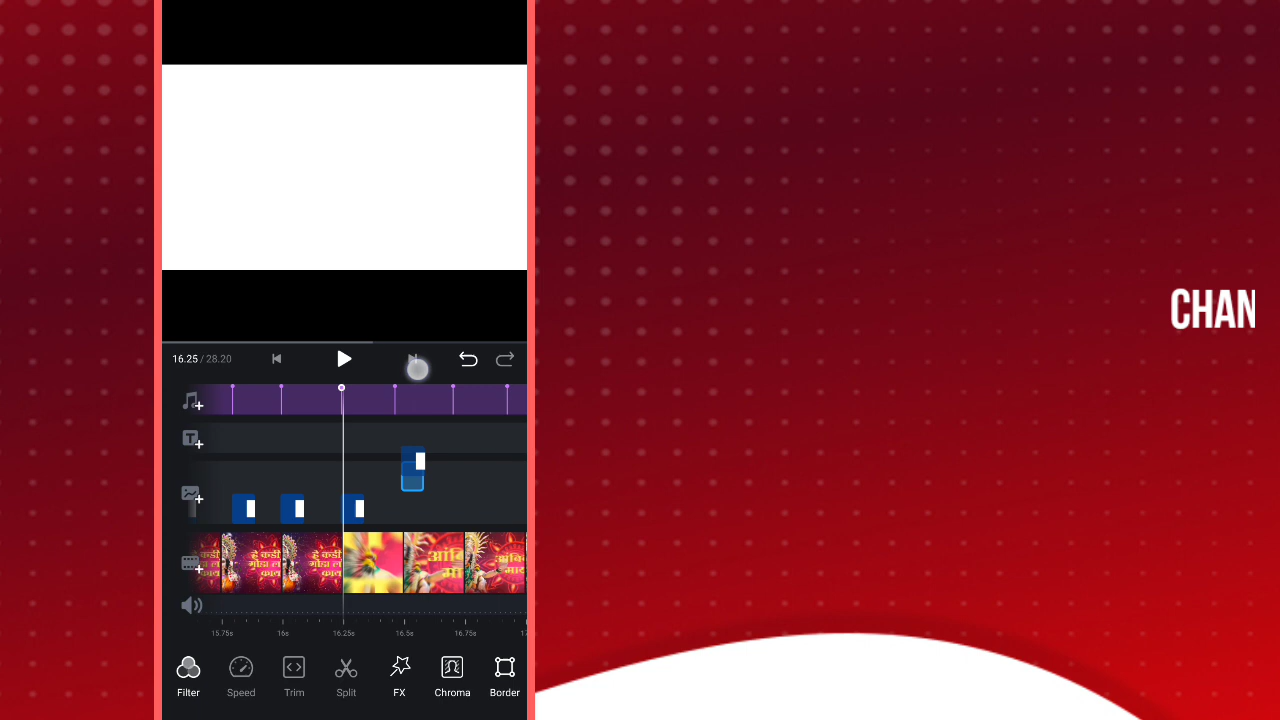 CHAN
16.25 / 28.20
T
है कडी
कडी
गोडा ल
काय
है कडी
गोडा ल
काय
आंबि
मा
15.75s
16s
16.25s
16.5s
16.75s
17
Filter
Speed
Trim
Split
FX
Chroma
Border